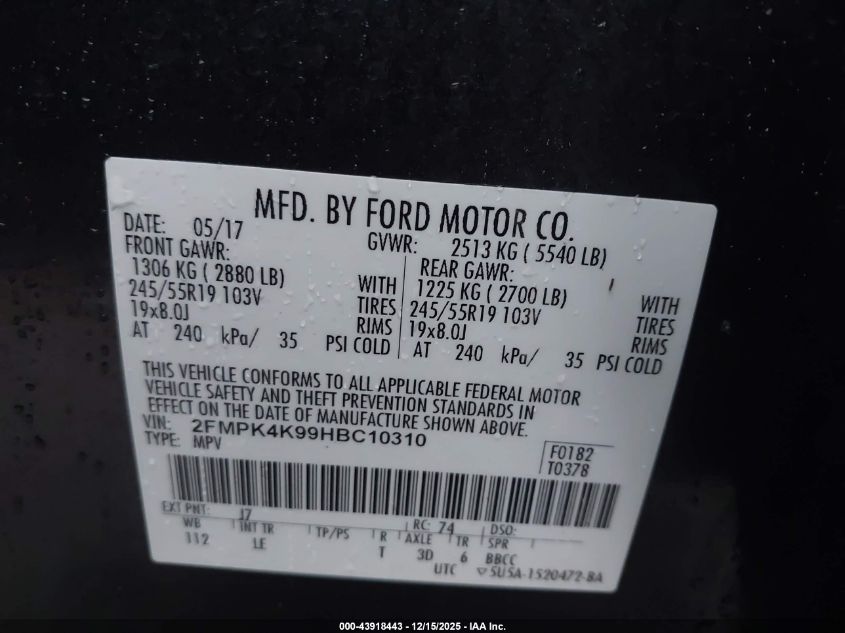 MFD. BY FORD MOTOR CO.
DATE: 05/17 GVWR: 2513 KG ( 5540 LB)
FRONT GAWR: REAR GAWR:
1306 KG ( 2880 LB) WITH 1225 KG ( 2700 LB) WITH
245/55R19 103V TIRES 245/55R19 103V TIRES
19x8.0J RIMS 19x8.0J RIMS
AT 240 kPa/ 35 PSI COLD AT 240 kPa/ 35 PSI COLD
THIS VEHICLE CONFORMS TO ALL APPLICABLE FEDERAL MOTOR
VEHICLE SAFETY AND THEFT PREVENTION STANDARDS IN
EFFECT ON THE DATE OF MANUFACTURE SHOWN ABOVE.
VIN: 2FMPK4K99HBC10310
TYPE: MPV
F0182
T0378
EXT PNT: J7 RC: 74 DSO:
WB INT TR TP/PS R AXLE TR SPR
112 LE T 3D 6 BBCC
UTC ▽5U5A-1520472-BA
000-43918443 - 12/15/2025 - IAA Inc.